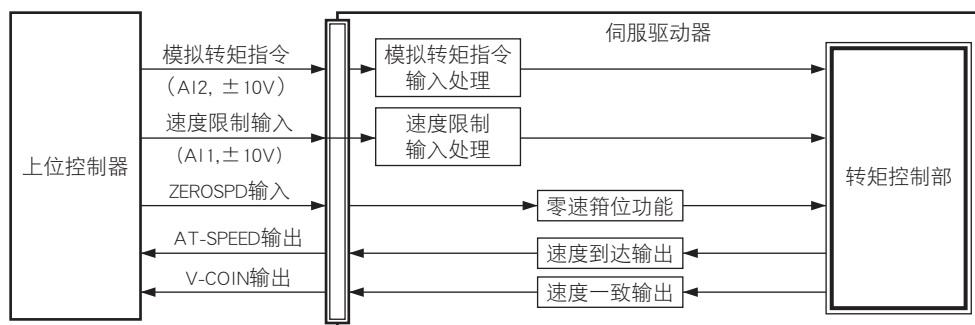 伺服驱动器
模拟转矩指令
（AI2, ±10V）
模拟转矩指令
输入处理
速度限制输入
（AI1,±10V）
速度限制
输入处理
上位控制器
转矩控制部
ZEROSPD输入
零速箝位功能
AT-SPEED输出
速度到达输出
V-COIN输出
速度一致输出